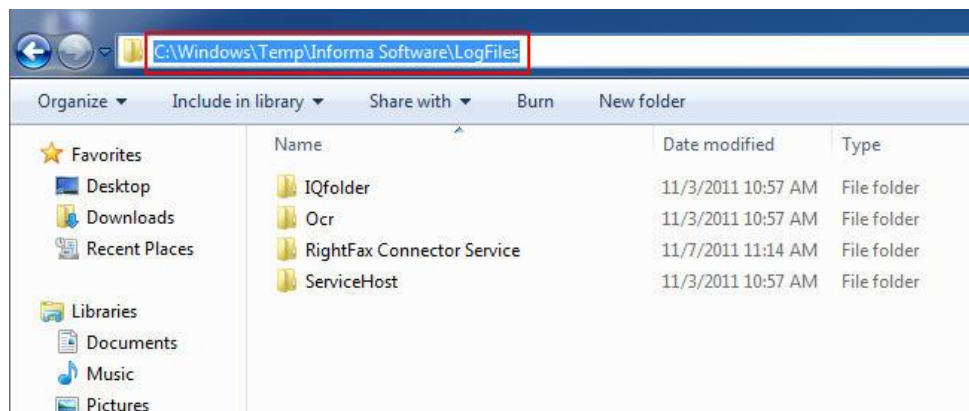 C:\Windows\Temp\Informa Software\LogFiles
Organize Include in library Share with Burn New folder
Favorites
Desktop
Downloads
Recent Places
Libraries
Documents
Music
Pictures
Name Date modified Type
IQfolder 11/3/2011 10:57 AM File folder
Ocr 11/3/2011 10:57 AM File folder
RightFax Connector Service 11/7/2011 11:14 AM File folder
ServiceHost 11/3/2011 10:57 AM File folder